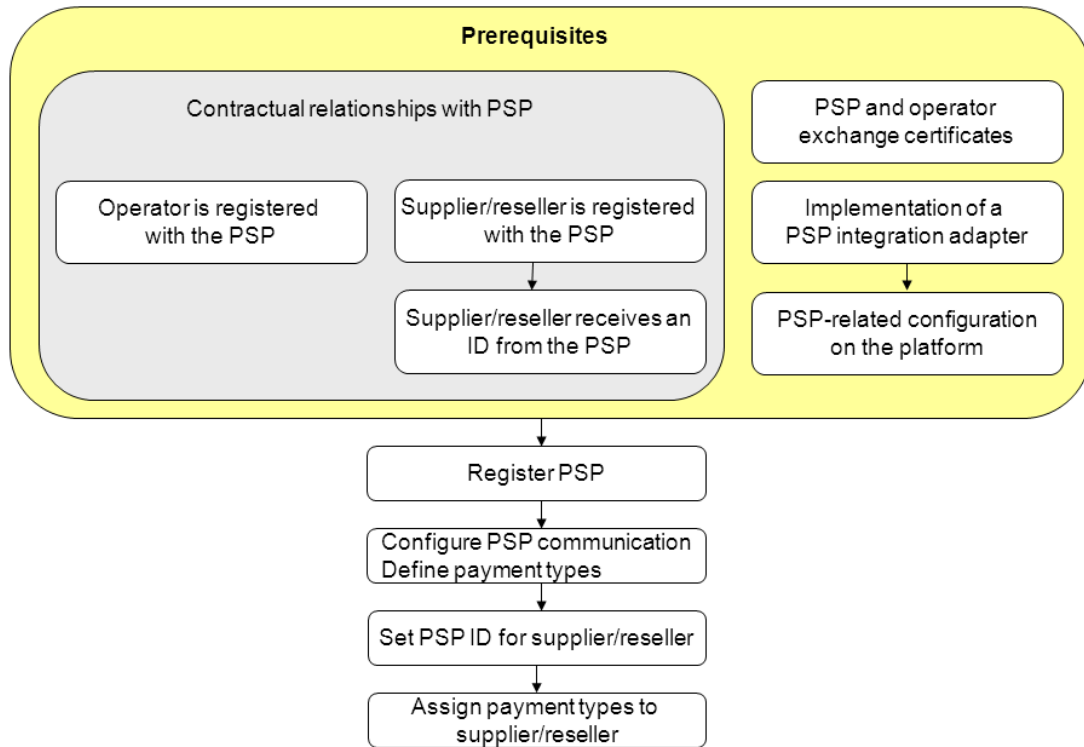 Prerequisites
Contractual relationships with PSP
Operator is registered
with the PSP
Supplier/reseller is registered
with the PSP
Supplier/reseller receives an
ID from the PSP
PSP and operator
exchange certificates
Implementation of a
PSP integration adapter
PSP-related configuration
on the platform
Register PSP
Configure PSP communication
Define payment types
Set PSP ID for supplier/reseller
Assign payment types to
supplier/reseller